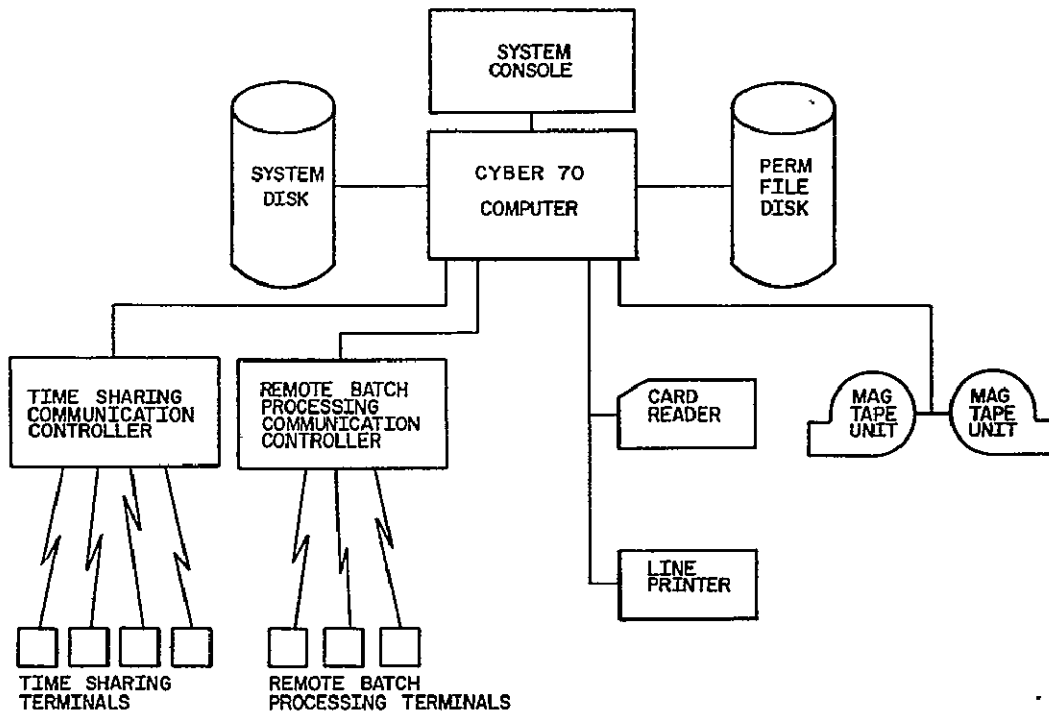 SYSTEM
CONSOLE
SYSTEM
DISK
CYBER 70
COMPUTER
PERM
FILE
DISK
TIME SHARING
COMMUNICATION
CONTROLLER
REMOTE BATCH
PROCESSING
COMMUNICATION
CONTROLLER
CARD
READER
MAG
TAPE
UNIT
MAG
TAPE
UNIT
LINE
PRINTER
TIME SHARING
TERMINALS
REMOTE BATCH
PROCESSING TERMINALS